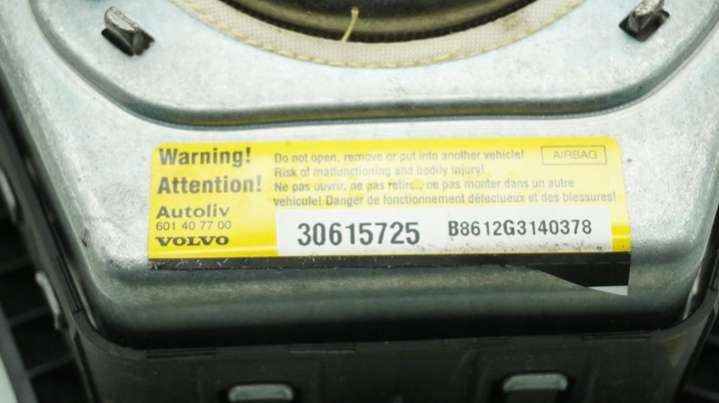 Warning!
Do not open, remove or put into another vehicle!
AIRBAG
Risk of malfunctioning and bodily injury!
Attention!
Ne pas ouvrir, ne pas retirer, ne pas monter dans un autre
vehicule! Danger de fonctionnement défectueux et des blessures!
Autoliv
601 40 77 00
VOLVO
30615725
B8612G3140378